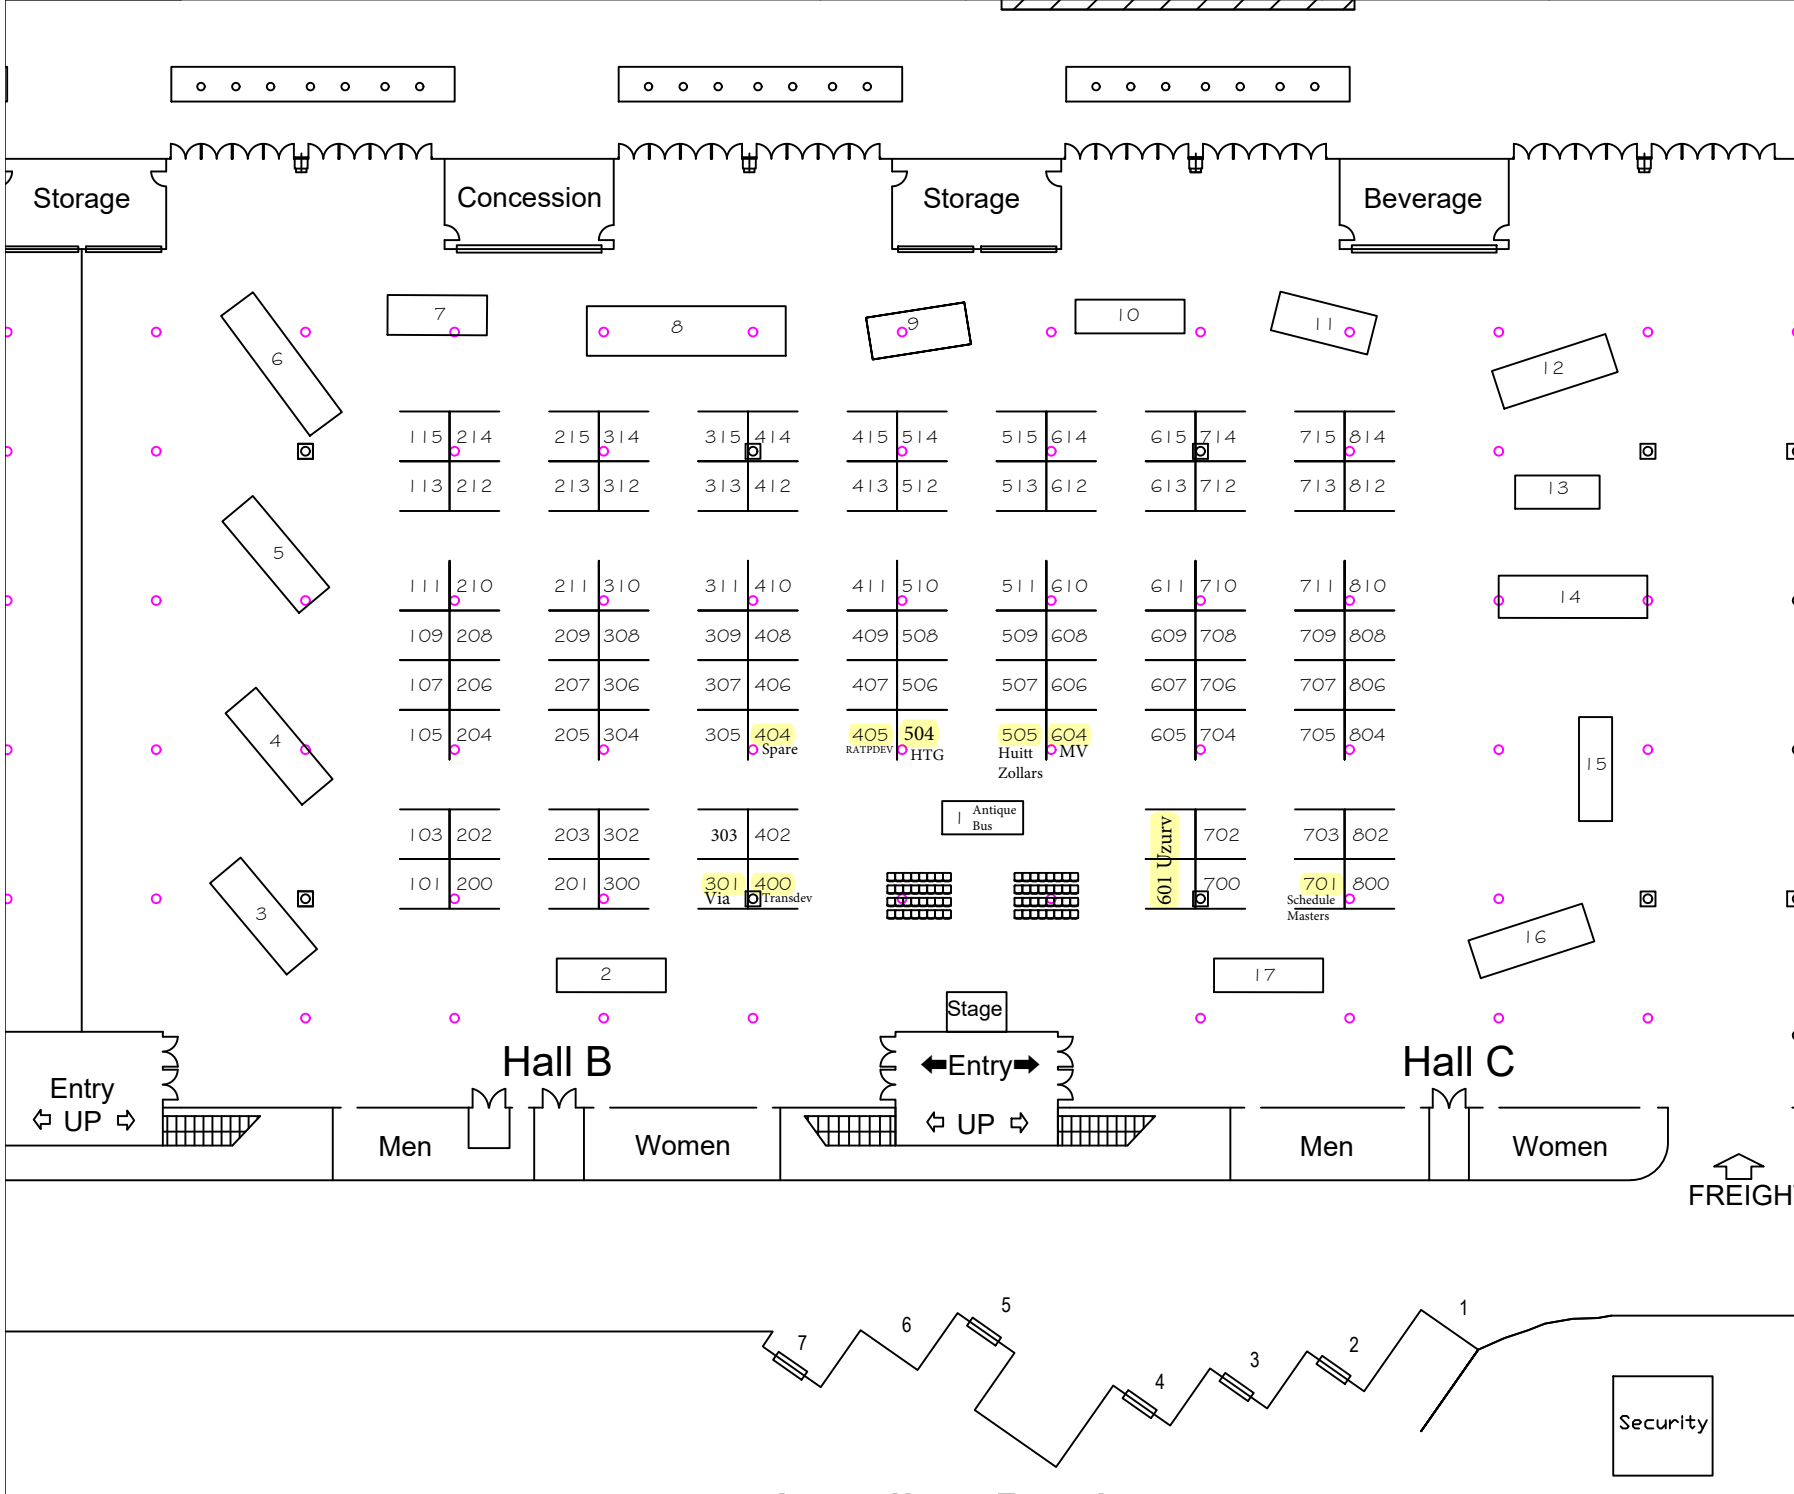 Storage Concession Storage Beverage
6 7 8 9 10 11 12
115 214 215 314 315 414 415 514 515 614 615 714 715 814
113 212 213 312 313 412 413 512 513 612 613 712 713 812
13
5
111 210 211 310 311 410 411 510 511 610 611 710 711 810
14
109 208 209 308 309 408 409 508 509 608 609 708 709 808
107 206 207 306 307 406 407 506 507 606 607 706 707 806
4
105 204 205 304 305 404 405 504 505 604 605 704 705 804
Spare RATPDEV HTG Huitt MV
Zollars
15
1 Antique
Bus
103 202 203 302 303 402 601 Uzurv 702 703 802
101 200 201 300 301 400 700 701 800
Via Transdev Schedule
Masters
3
16
2
17
Stage
Hall B
Entry
Hall C
Entry
UP
UP
Men Women Men Women
FREIGH
5 1
6
7 2
3
4
Security